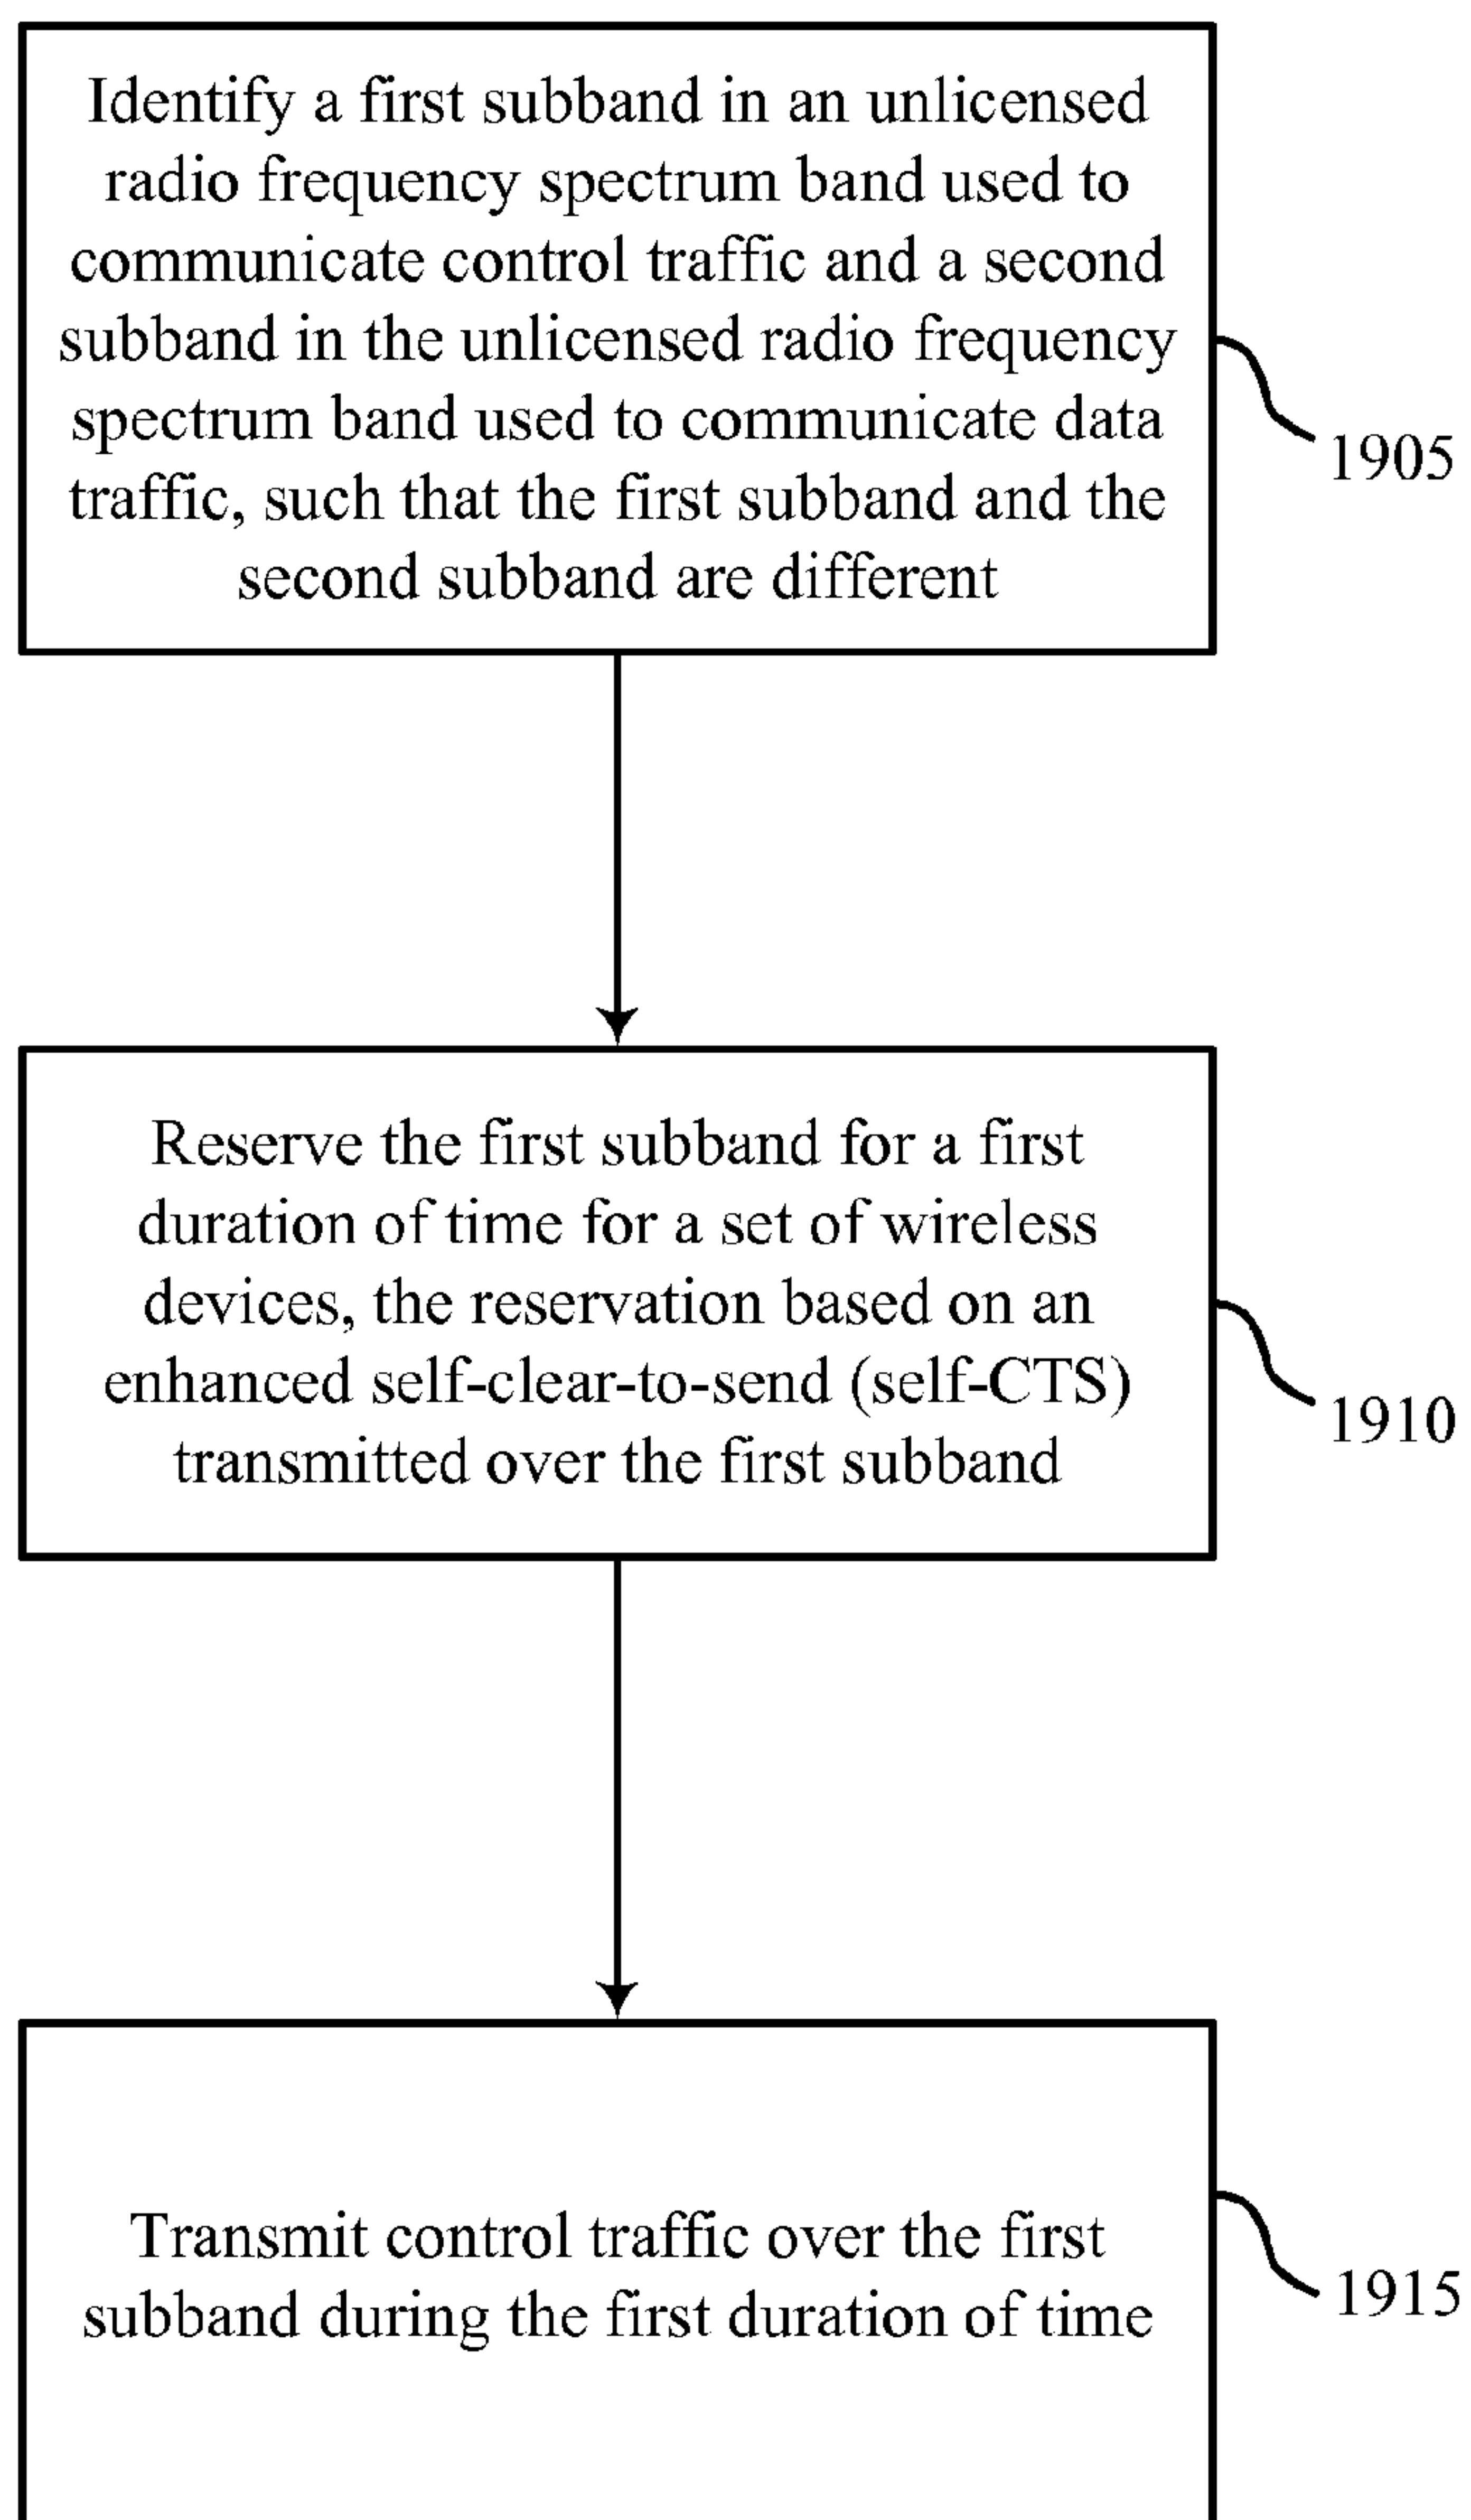 Identify a first subband in an unlicensed
radio frequency spectrum band used to
communicate control traffic and a second
subband in the unlicensed radio frequency
spectrum band used to communicate data
traffic, such that the first subband and the
second subband are different
1905
Reserve the first subband for a first
duration of time for a set of wireless
devices, the reservation based on an
enhanced self-clear-to-send (self-CTS)
transmitted over the first subband
1910
Transmit control traffic over the first
subband during the first duration of time
1915